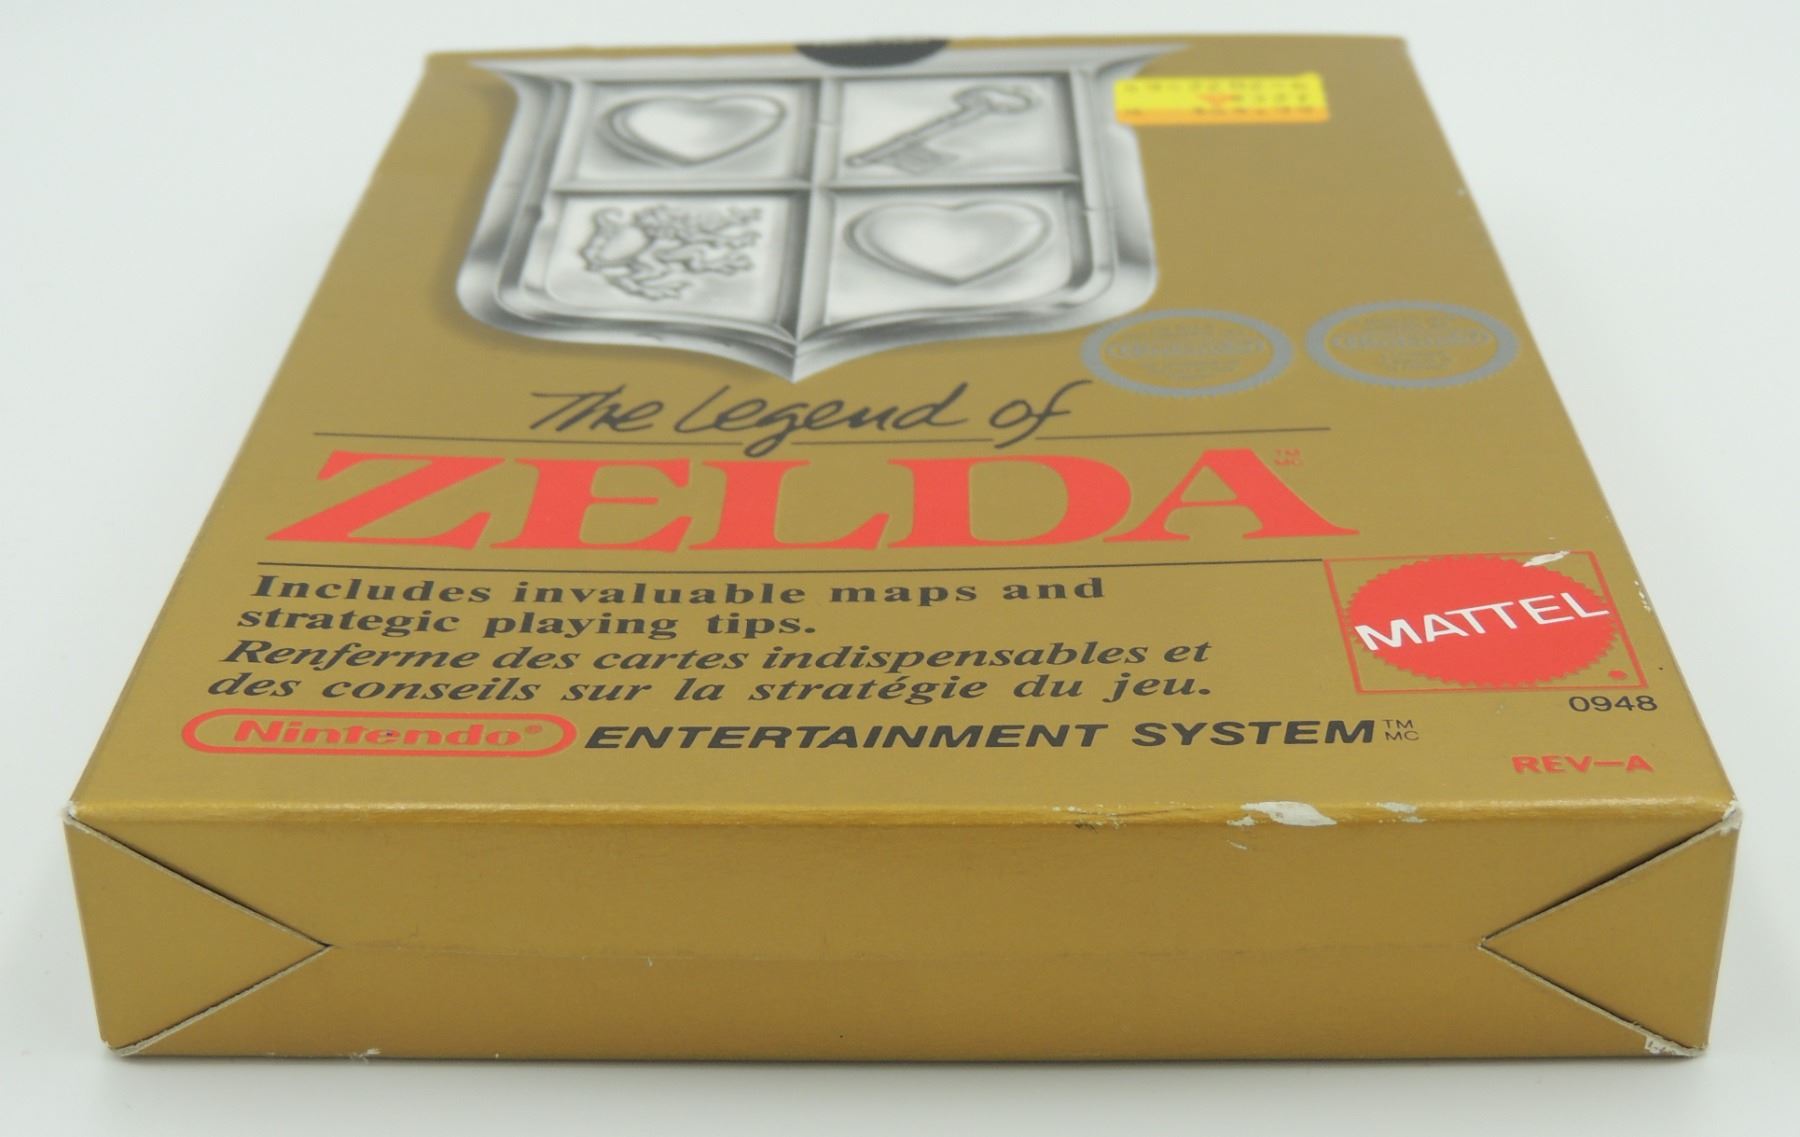 The Legend of
ZELDA TM MC
Includes invaluable maps and
strategic playing tips.
Renferme des cartes indispensables et
des conseils sur la stratégie du jeu.
MATTEL
0948
Nintendo® ENTERTAINMENT SYSTEM TM MC
REV-A